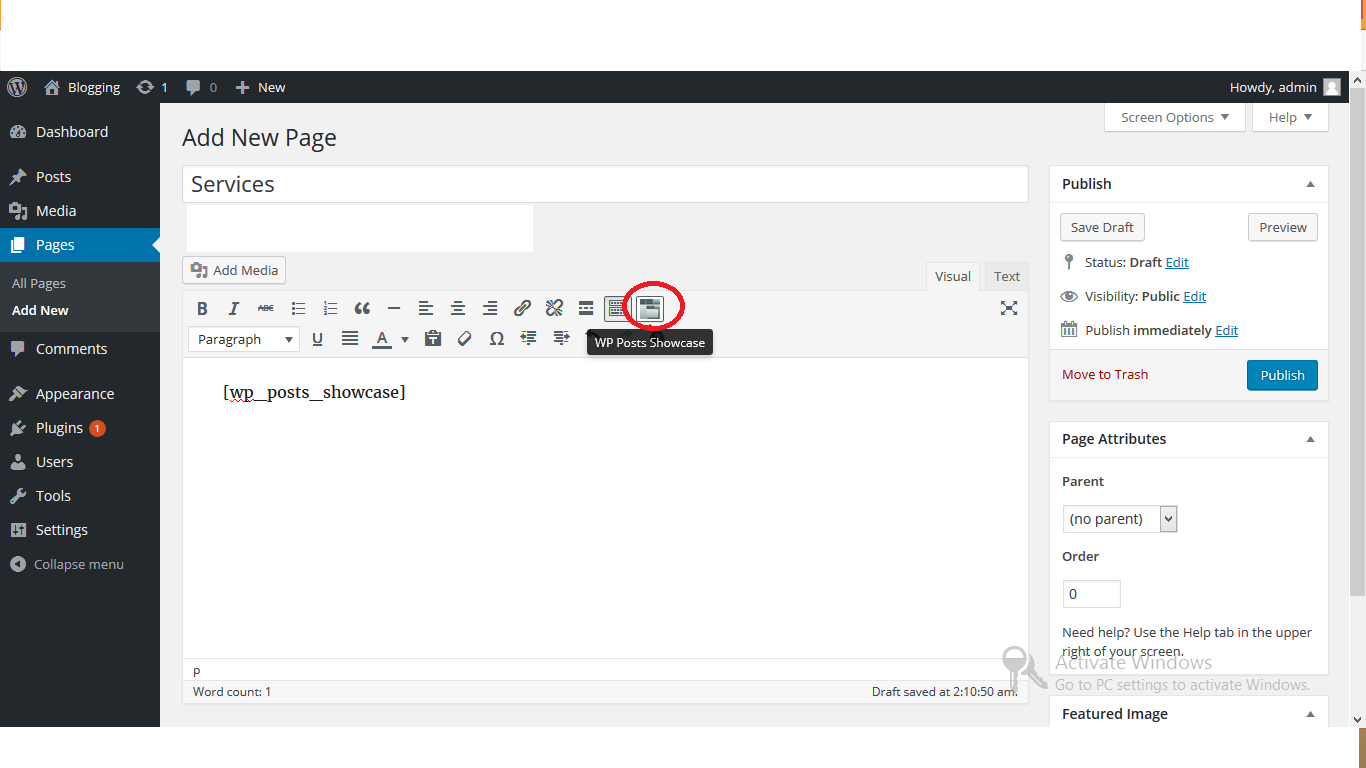 Blogging 1 0 New Howdy, admin
Screen Options Help
Dashboard
Posts
Media
Pages
All Pages
Add New
Comments
Appearance
Plugins 1
Users
Tools
Settings
Collapse menu
Add New Page
Services
Add Media
Visual Text
B I ABC
Paragraph U A Ω
WP Posts Showcase
[wp_posts_showcase]
p
Word count: 1 Draft saved at 2:10:50 am.
Publish
Save Draft Preview
Status: Draft Edit
Visibility: Public Edit
Publish immediately Edit
Move to Trash Publish
Page Attributes
Parent
(no parent)
Order
0
Need help? Use the Help tab in the upper
right of your screen.
Activate Windows
Go to PC settings to activate Windows.
Featured Image